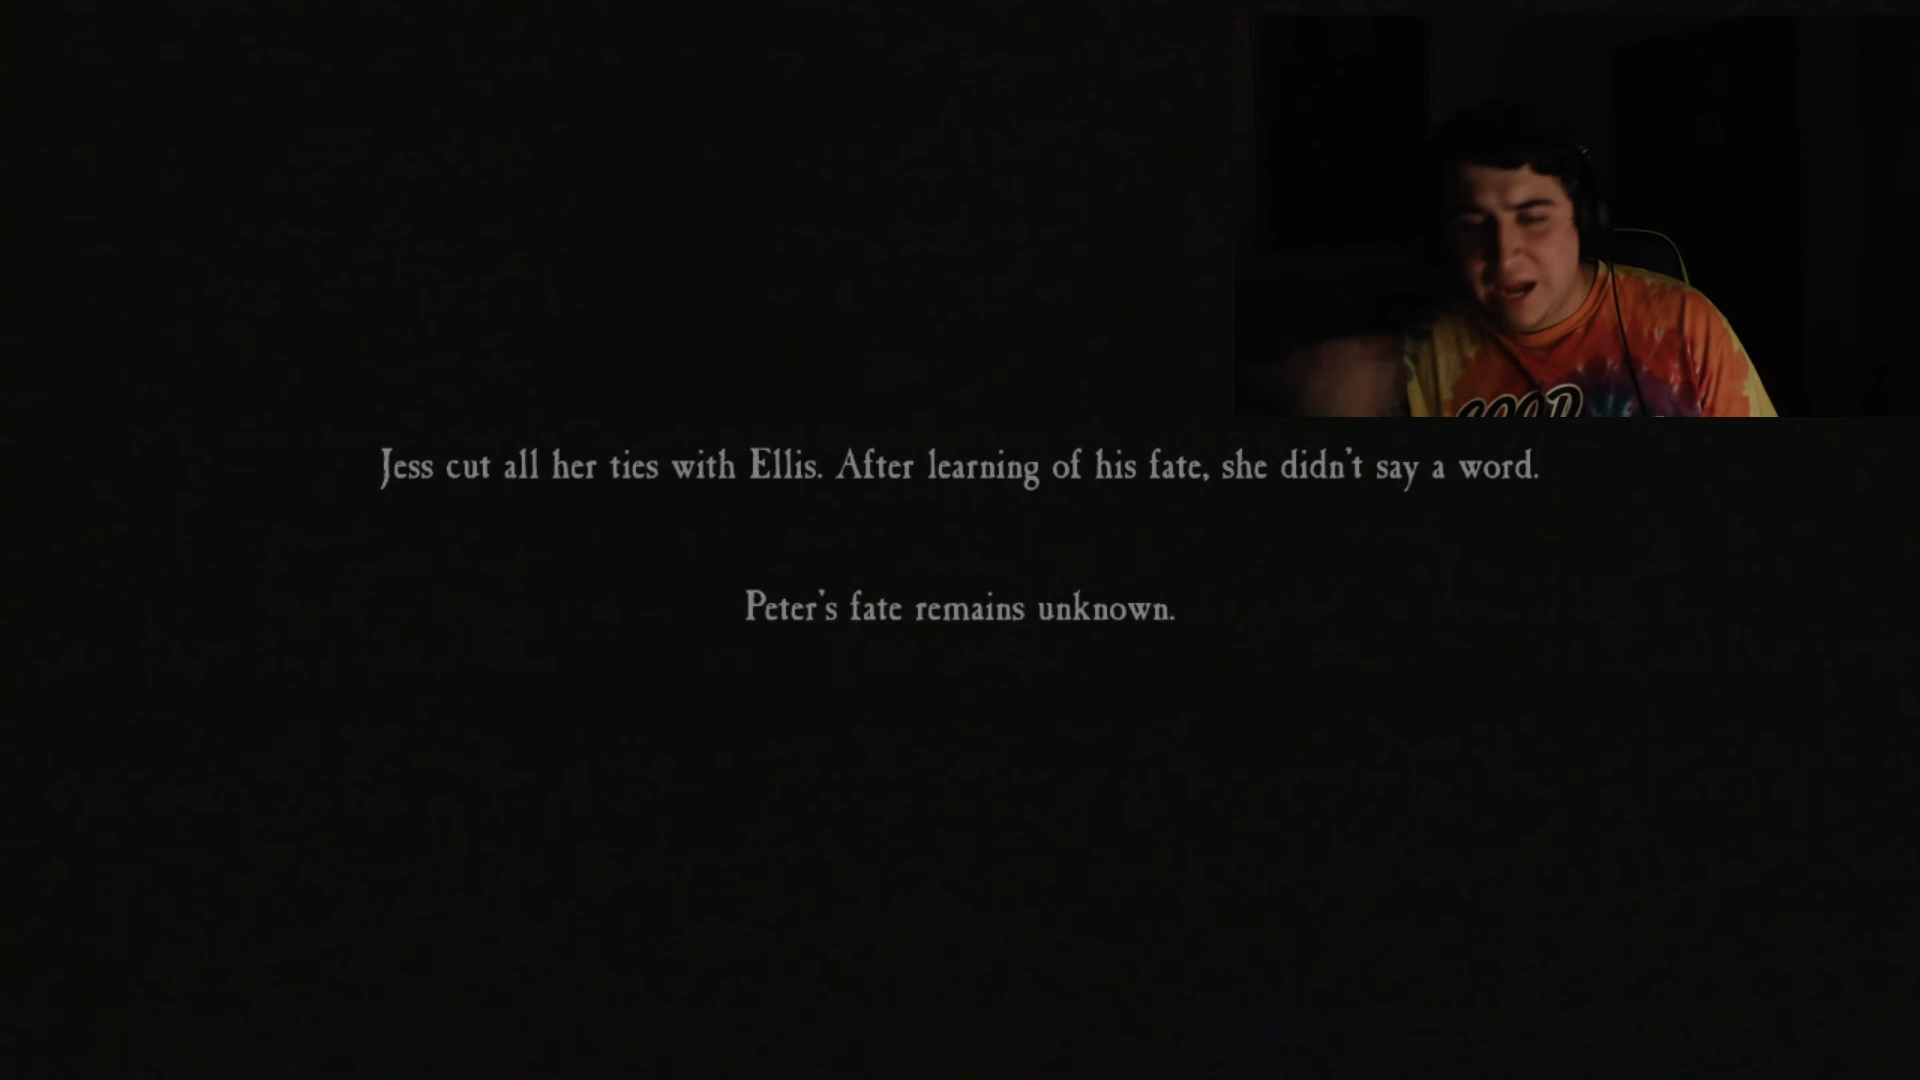 GOOD
Jess cut all her ties with Ellis. After learning of his fate, she didn't say a word.
Peter's fate remains unknown.